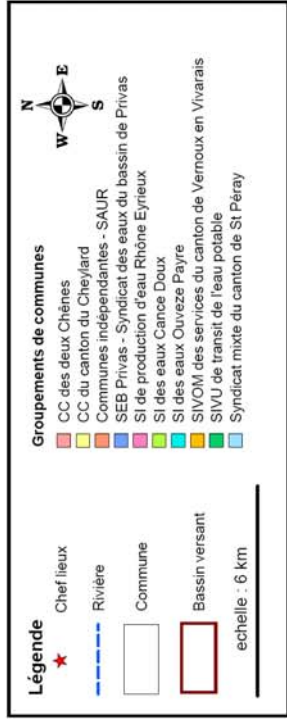 Légende
Chef lieux
Rivière
Commune
Bassin versant
echelle : 6 km
Groupements de communes
CC des deux Chênes
CC du canton du Cheylard
Communes indépendantes - SAUR
SEB Privas - Syndicat des eaux du bassin de Privas
SI de production d'eau Rhône Eyrieux
SI des eaux Cance Doux
SI des eaux Ouveze Payre
SIVOM des services du canton de Vernoux en Vivarais
SIVU de transit de l'eau potable
Syndicat mixte du canton de St Péray
N
W
E
S